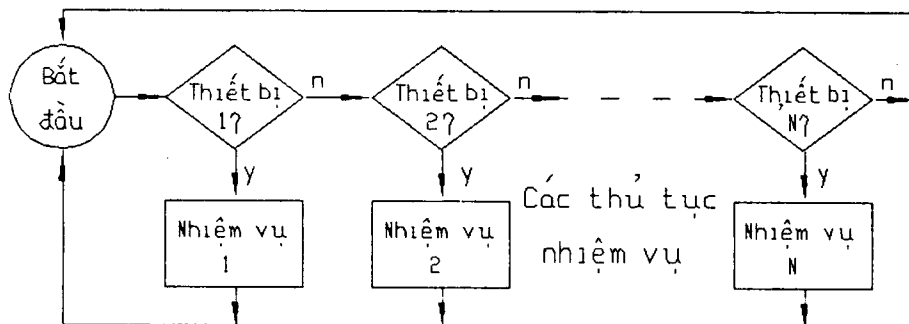 Bắt
đầu
Thiết bị
1?
n
y
Nhiệm vụ
1
Thiết bị
2?
n
y
Nhiệm vụ
2
Các thủ tục
nhiệm vụ
Thiết bị
N?
n
y
Nhiệm vụ
N